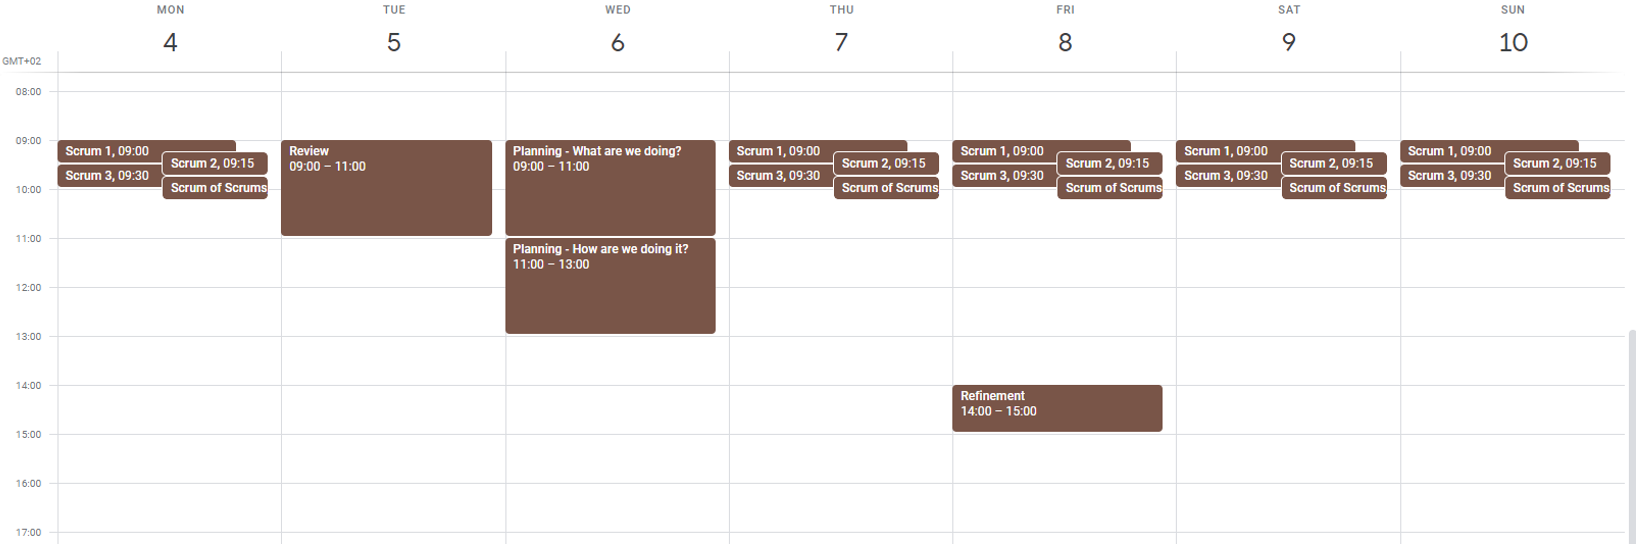 MON TUE WED THU FRI SAT SUN
4 5 6 7 8 9 10
GMT+02
08:00
09:00
10:00
11:00
12:00
13:00
14:00
15:00
16:00
17:00
Scrum 1, 09:00
Scrum 2, 09:15
Scrum 3, 09:30
Scrum of Scrums
Review
09:00 – 11:00
Planning - What are we doing?
09:00 – 11:00
Planning - How are we doing it?
11:00 – 13:00
Scrum 1, 09:00
Scrum 2, 09:15
Scrum 3, 09:30
Scrum of Scrums
Scrum 1, 09:00
Scrum 2, 09:15
Scrum 3, 09:30
Scrum of Scrums
Refinement
14:00 – 15:00
Scrum 1, 09:00
Scrum 2, 09:15
Scrum 3, 09:30
Scrum of Scrums
Scrum 1, 09:00
Scrum 2, 09:15
Scrum 3, 09:30
Scrum of Scrums